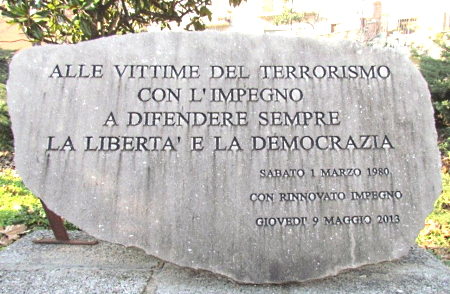 ALLE VITTIME DEL TERRORISMO
CON L'IMPEGNO
A DIFENDERE SEMPRE
LA LIBERTA' E LA DEMOCRAZIA
SABATO 1 MARZO 1980
CON RINNOVATO IMPEGNO
GIOVEDI' 9 MAGGIO 2013